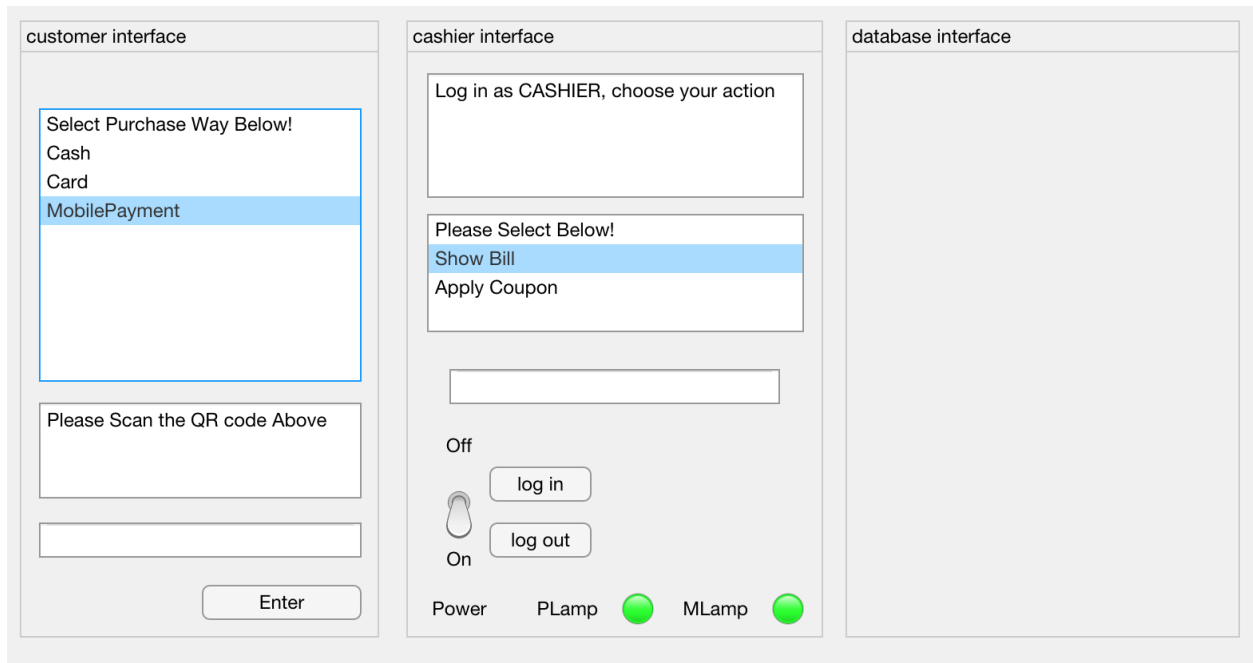 customer interface
Select Purchase Way Below!
Cash
Card
MobilePayment
Please Scan the QR code Above
Enter
cashier interface
Log in as CASHIER, choose your action
Please Select Below!
Show Bill
Apply Coupon
Off
log in
log out
On
Power
PLamp
MLamp
database interface